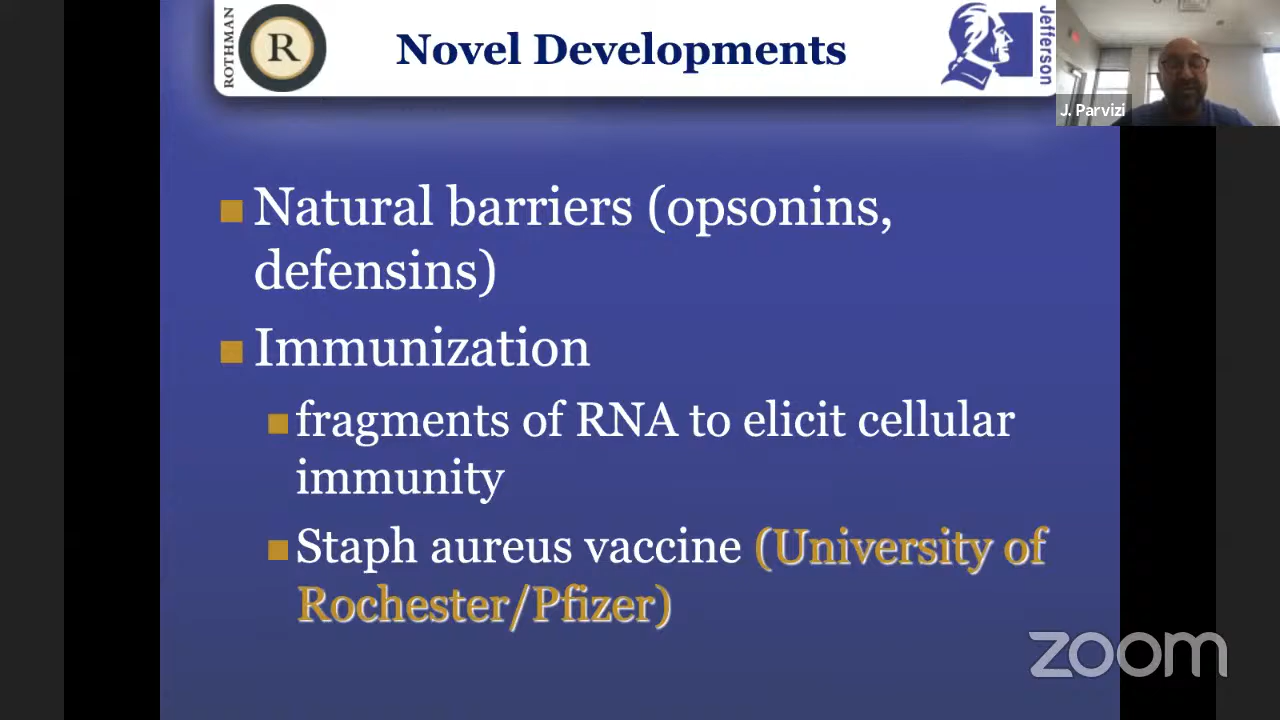 ROTHMAN
R
Novel Developments
Jefferson
J. Parvizi
Natural barriers (opsonins,
defensins)
Immunization
fragments of RNA to elicit cellular
immunity
Staph aureus vaccine (University of
Rochester/Pfizer)
zoom